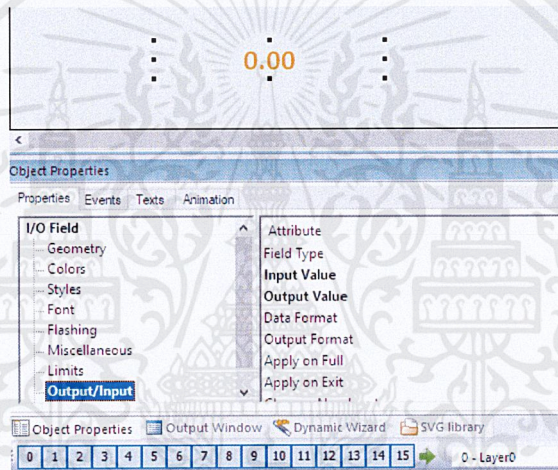 0.00
Object Properties
Properties Events Texts Animation
I/O Field
Geometry
Colors
Styles
Font
Flashing
Miscellaneous
Limits
Output/Input
Attribute
Field Type
Input Value
Output Value
Data Format
Output Format
Apply on Full
Apply on Exit
Object Properties Output Window Dynamic Wizard SVG library
0 1 2 3 4 5 6 7 8 9 10 11 12 13 14 15 0 - Layer0